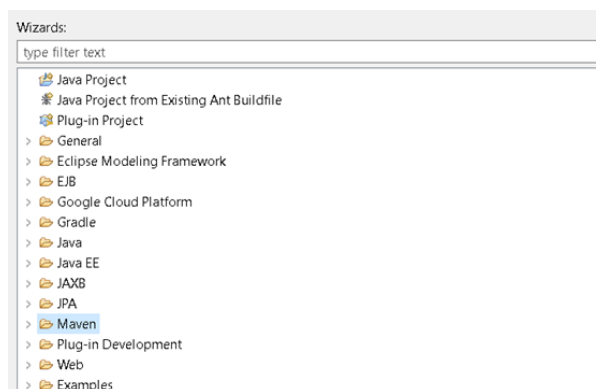 Wizards:
type filter text
Java Project
Java Project from Existing Ant Buildfile
Plug-in Project
General
Eclipse Modeling Framework
EJB
Google Cloud Platform
Gradle
Java
Java EE
JAXB
JPA
Maven
Plug-in Development
Web
Examples